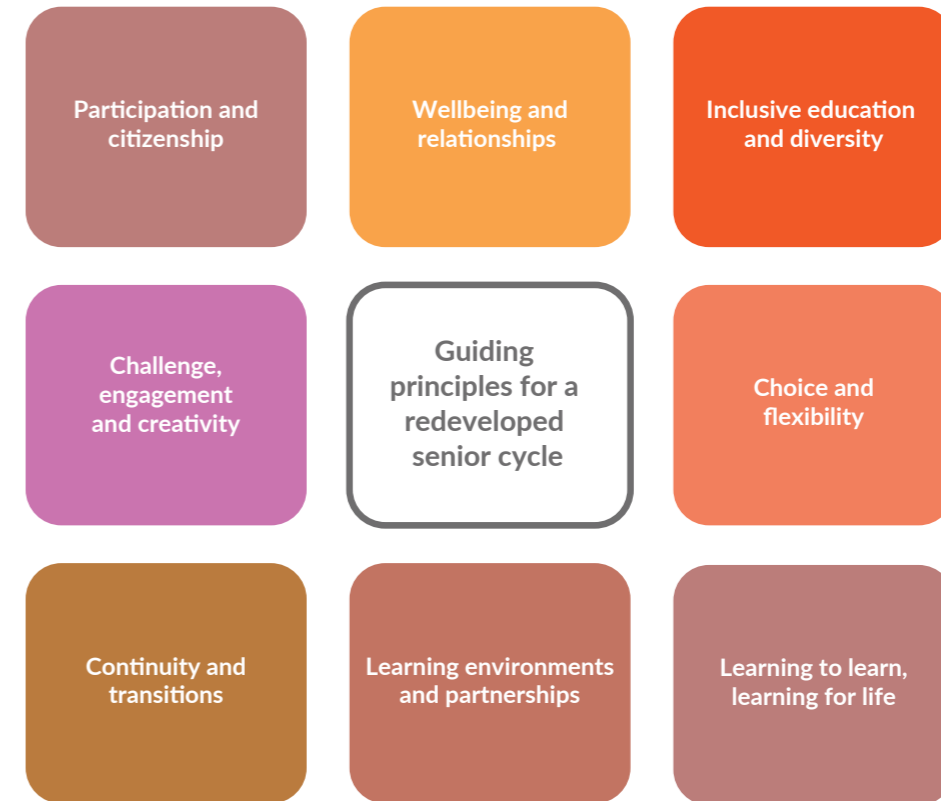 Participation and
citizenship
Wellbeing and
relationships
Inclusive education
and diversity
Challenge,
engagement
and creativity
Guiding
principles for a
redeveloped
senior cycle
Choice and
flexibility
Continuity and
transitions
Learning environments
and partnerships
Learning to learn,
learning for life